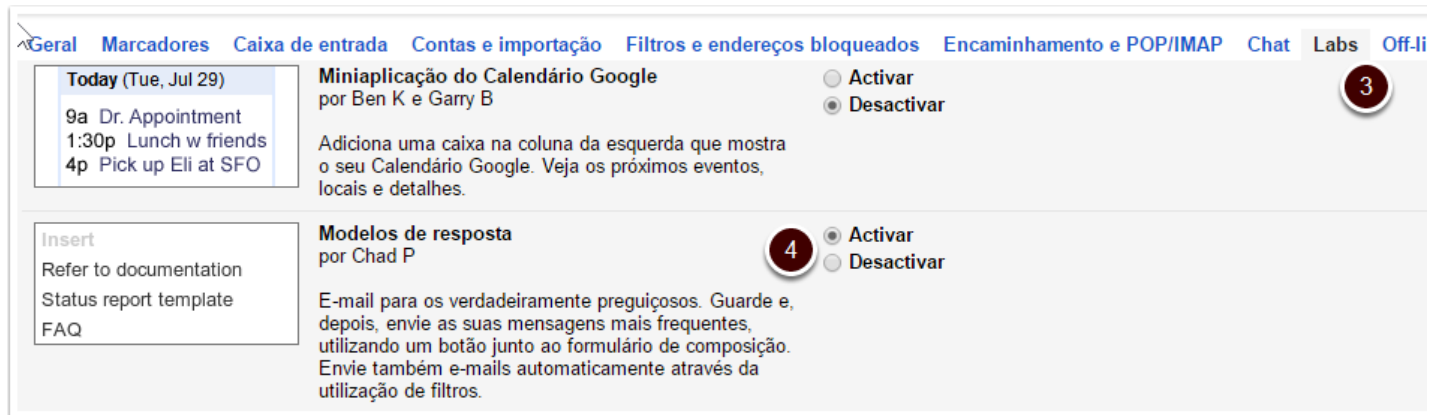 Geral Marcadores Caixa de entrada Contas e importação Filtros e endereços bloqueados Encaminhamento e POP/IMAP Chat Labs Off-li
3
Today (Tue, Jul 29)
9a Dr. Appointment
1:30p Lunch w friends
4p Pick up Eli at SFO
Miniaplicação do Calendário Google
por Ben K e Garry B
Adiciona uma caixa na coluna da esquerda que mostra
o seu Calendário Google. Veja os próximos eventos,
locais e detalhes.
Activar
Desactivar
Insert
Refer to documentation
Status report template
FAQ
Modelos de resposta
por Chad P
E-mail para os verdadeiramente preguiçosos. Guarde e,
depois, envie as suas mensagens mais frequentes,
utilizando um botão junto ao formulário de composição.
Envie também e-mails automaticamente através da
utilização de filtros.
4
Activar
Desactivar